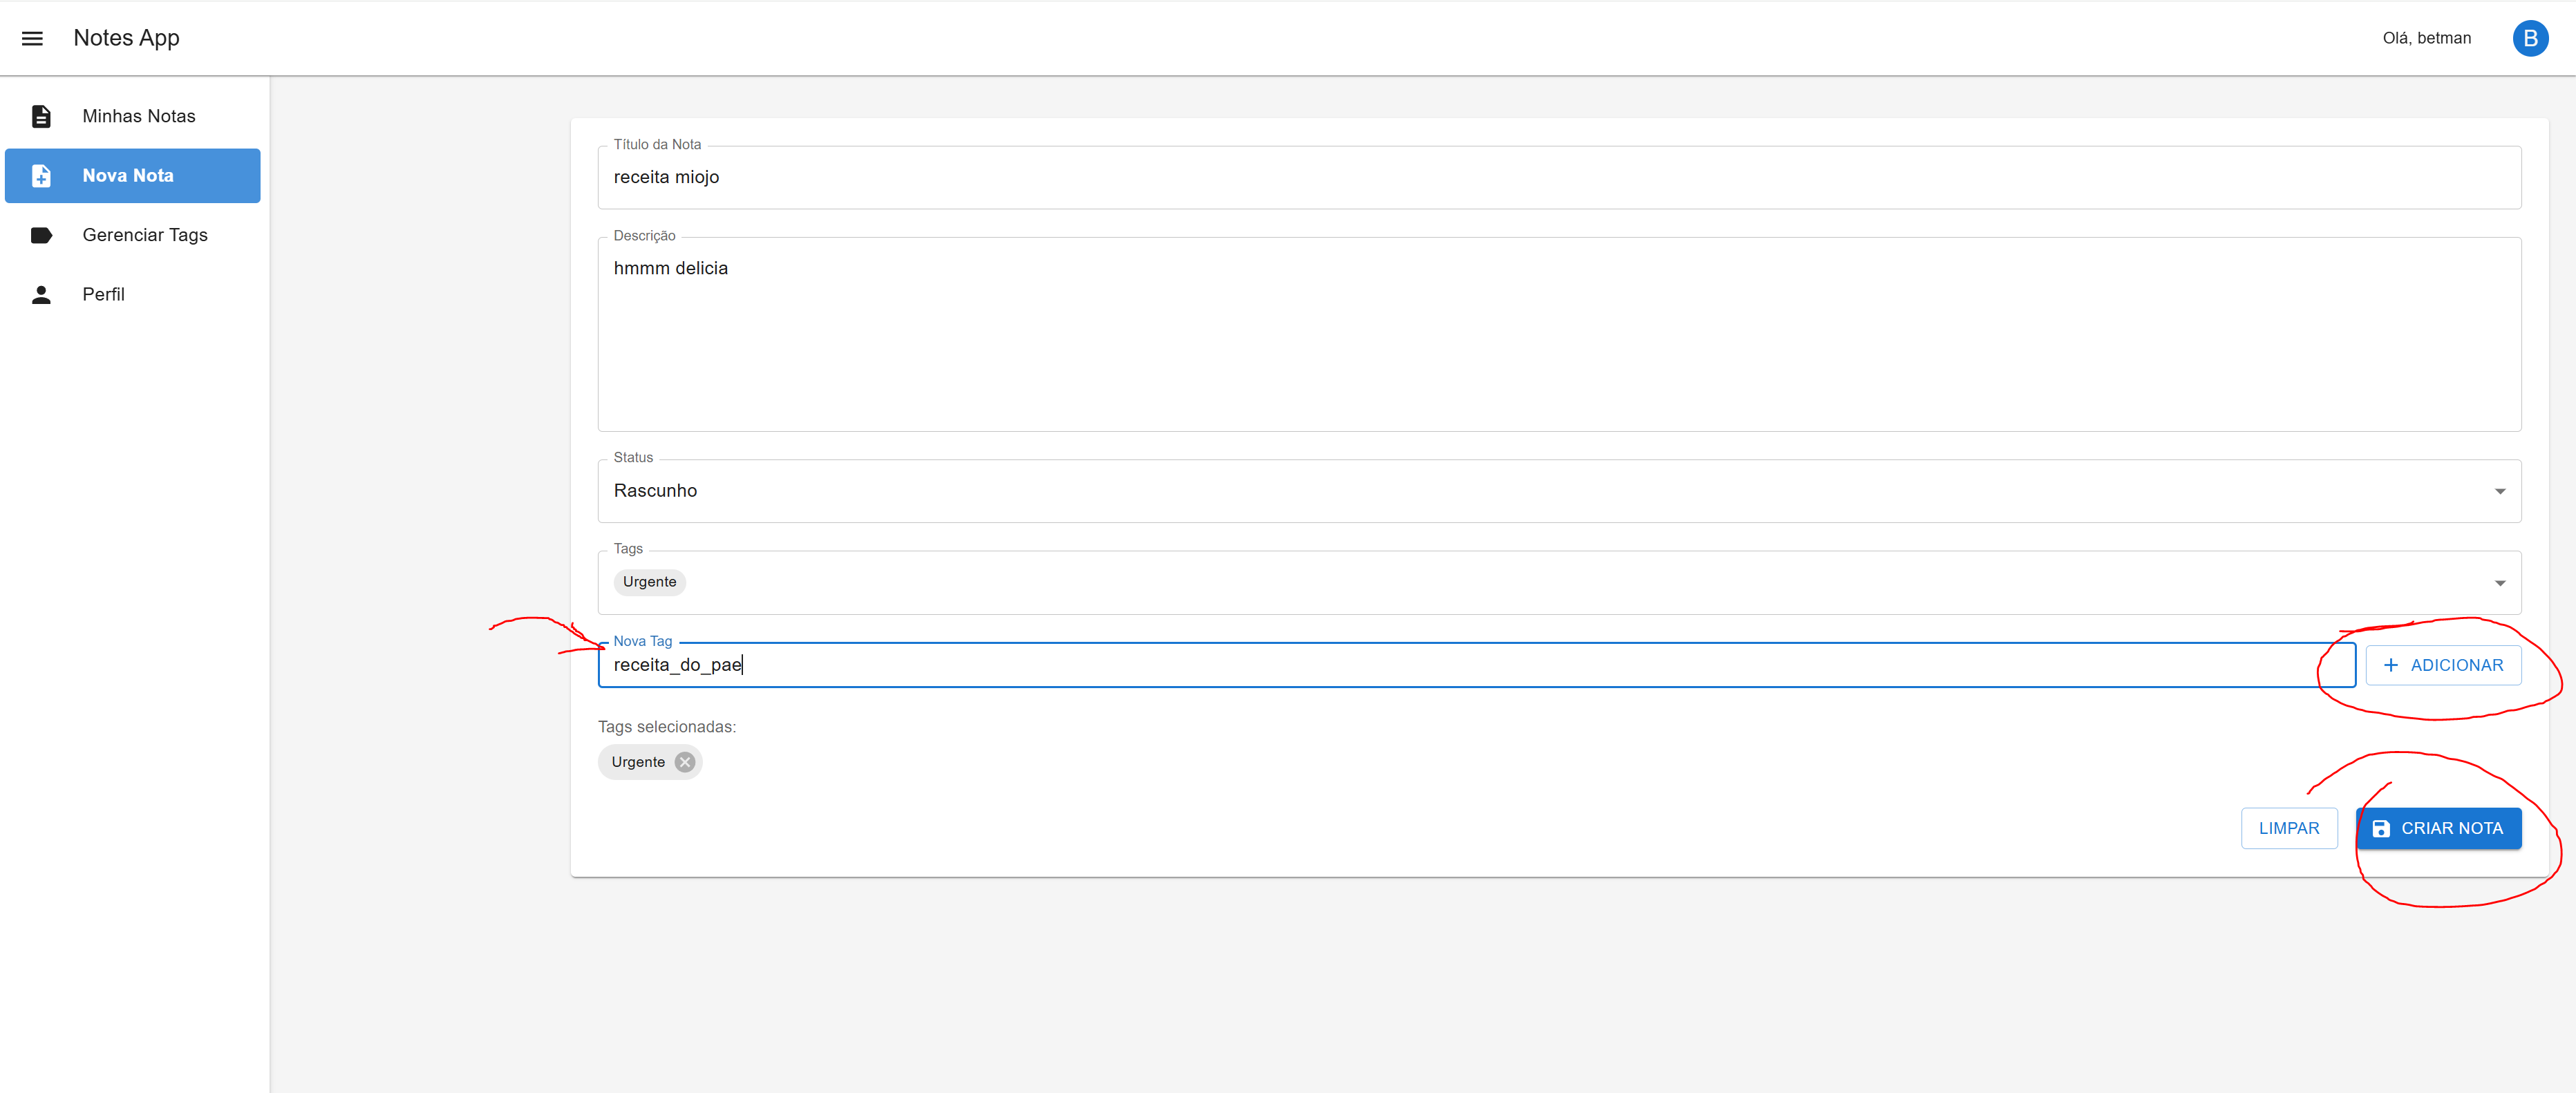 Notes App
Olá, betman
B
Minhas Notas
Nova Nota
Gerenciar Tags
Perfil
Título da Nota
receita miojo
Descrição
hmmm delicia
Status
Rascunho
Tags
Urgente
Nova Tag
receita_do_pae
+ ADICIONAR
Tags selecionadas:
Urgente
LIMPAR
CRIAR NOTA